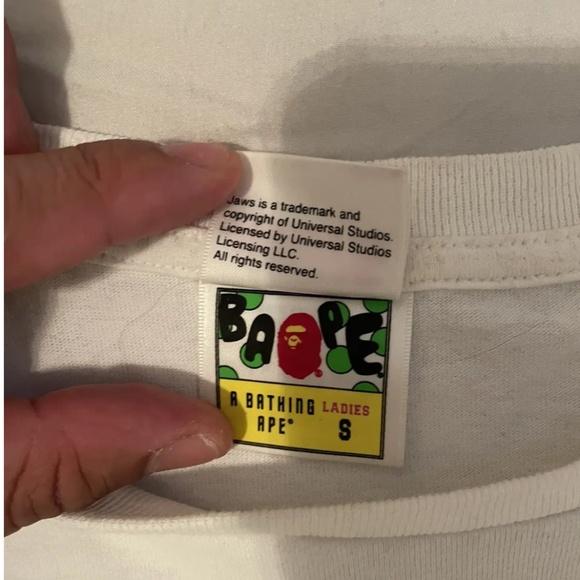 Jaws is a trademark and
copyright of Universal Studios.
Licensed by Universal Studios
Licensing LLC.
All rights reserved.
BAPE®
A BATHING LADIES
APE® S